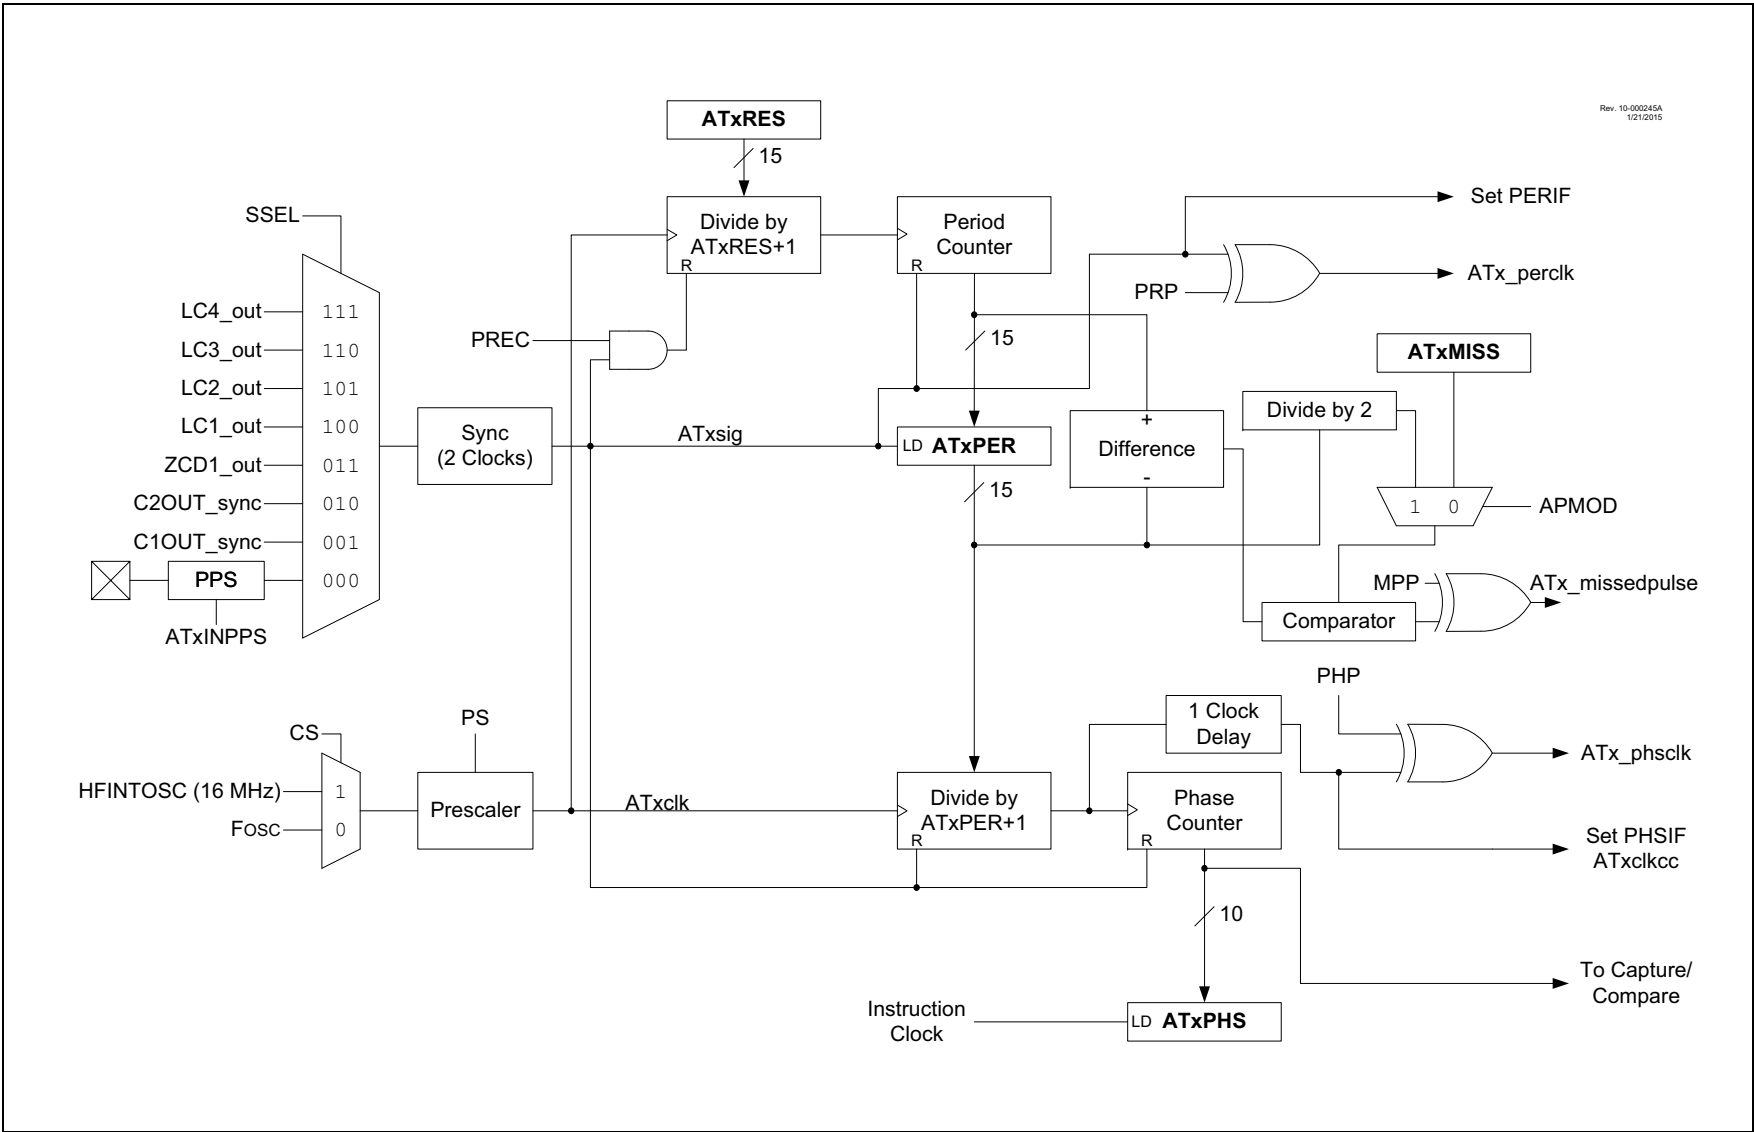 Rev. 10-000245A
1/21/2015
ATxRES
15
SSEL
Divide by
ATxRES+1
R
Period
Counter
R
Set PERIF
ATx_perclk
PRP
LC4_out
111
LC3_out
110
LC2_out
101
LC1_out
100
ZCD1_out
011
C2OUT_sync
010
C1OUT_sync
001
PPS
000
ATxINPPS
PREC
15
ATxMISS
Divide by 2
Sync
(2 Clocks)
ATxsig
LD ATxPER
+
Difference
-
15
1 0
APMOD
MPP
ATx_missedpulse
Comparator
PHP
CS
PS
1 Clock
Delay
ATx_phsclk
HFINTOSC (16 MHz)
1
FOSC
0
Prescaler
ATxclk
Divide by
ATxPER+1
R
Phase
Counter
R
Set PHSIF
ATxclkcc
10
To Capture/
Compare
Instruction
Clock
LD ATxPHS